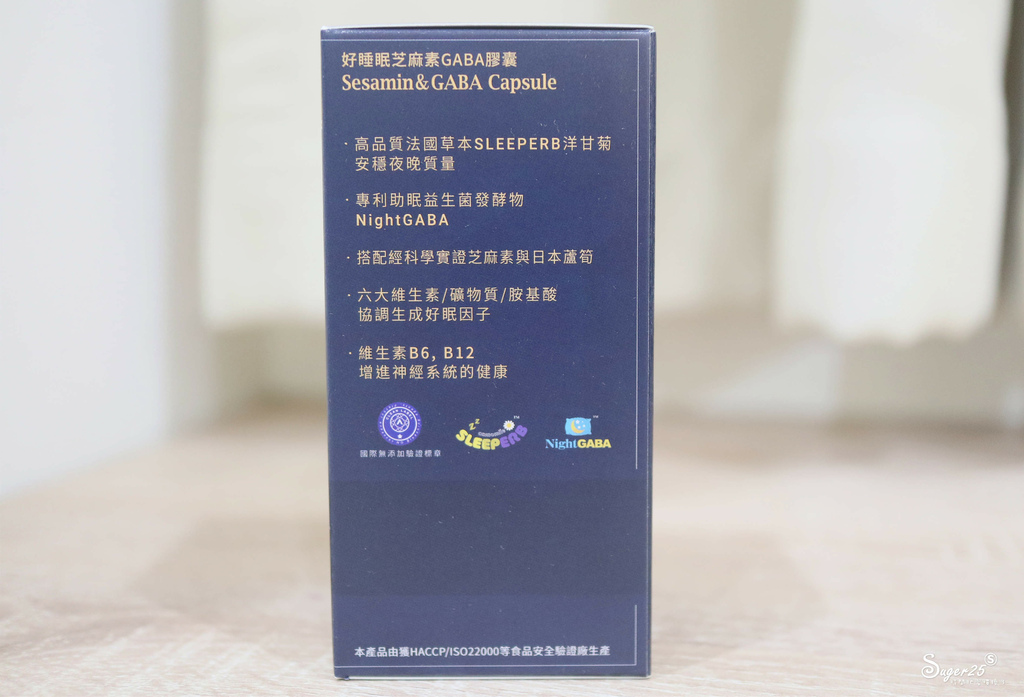 好睡眠芝麻素GABA膠囊
Sesamin&GABA Capsule
·高品質法國草本SLEEPERB洋甘菊
安穩夜晚質量
·專利助眠益生菌發酵物
NightGABA
·搭配經科學實證芝麻素與日本蘆筍
·六大維生素/礦物質/胺基酸
協調生成好眠因子
·維生素B6, B12
增進神經系統的健康
zz
chamomile
SLEEPERB™
NightGABA™
國際無添加驗證標章
本產品由獲HACCP/ISO22000等食品安全驗證廠生產
Suger25
S